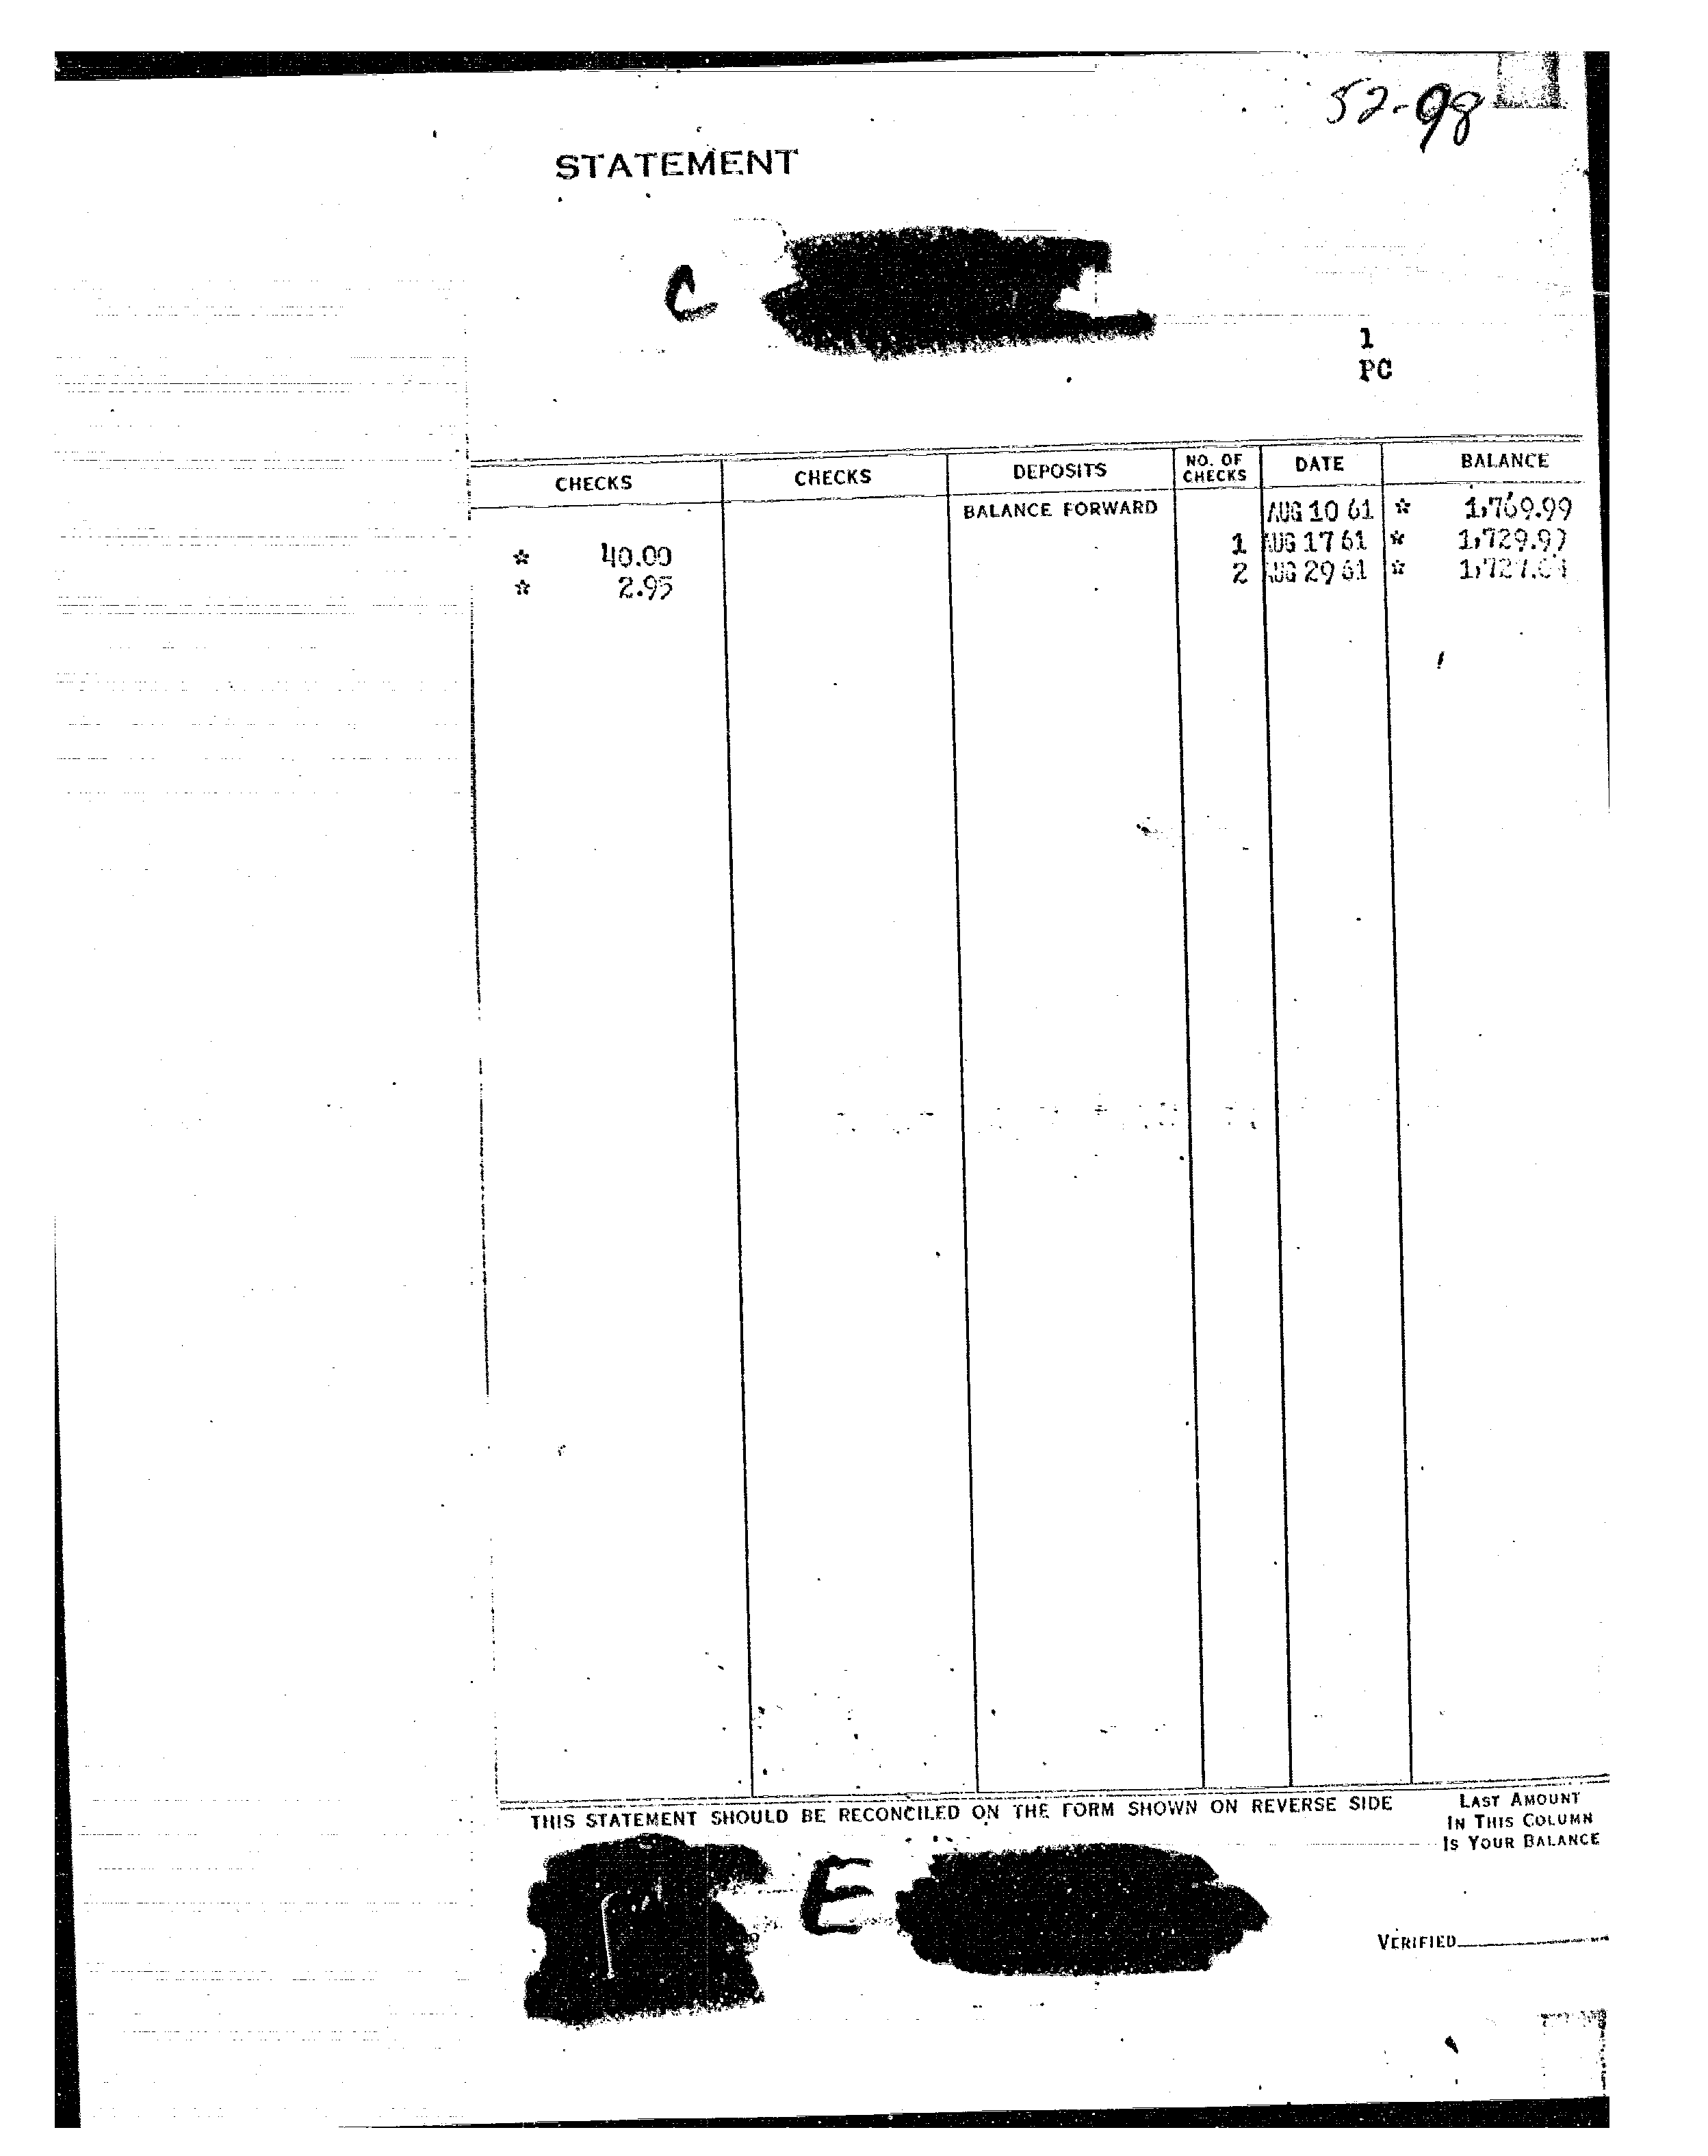 52-98
STATEMENT
C
1
PC
CHECKS CHECKS DEPOSITS NO. OF CHECKS DATE BALANCE
BALANCE FORWARD AUG 10 61 * 1,769.99
* 40.00 1 AUG 17 61 * 1,729.99
* 2.95 2 AUG 29 61 *
THIS STATEMENT SHOULD BE RECONCILED ON THE FORM SHOWN ON REVERSE SIDE
LAST AMOUNT
IN THIS COLUMN
IS YOUR BALANCE
E
VERIFIED